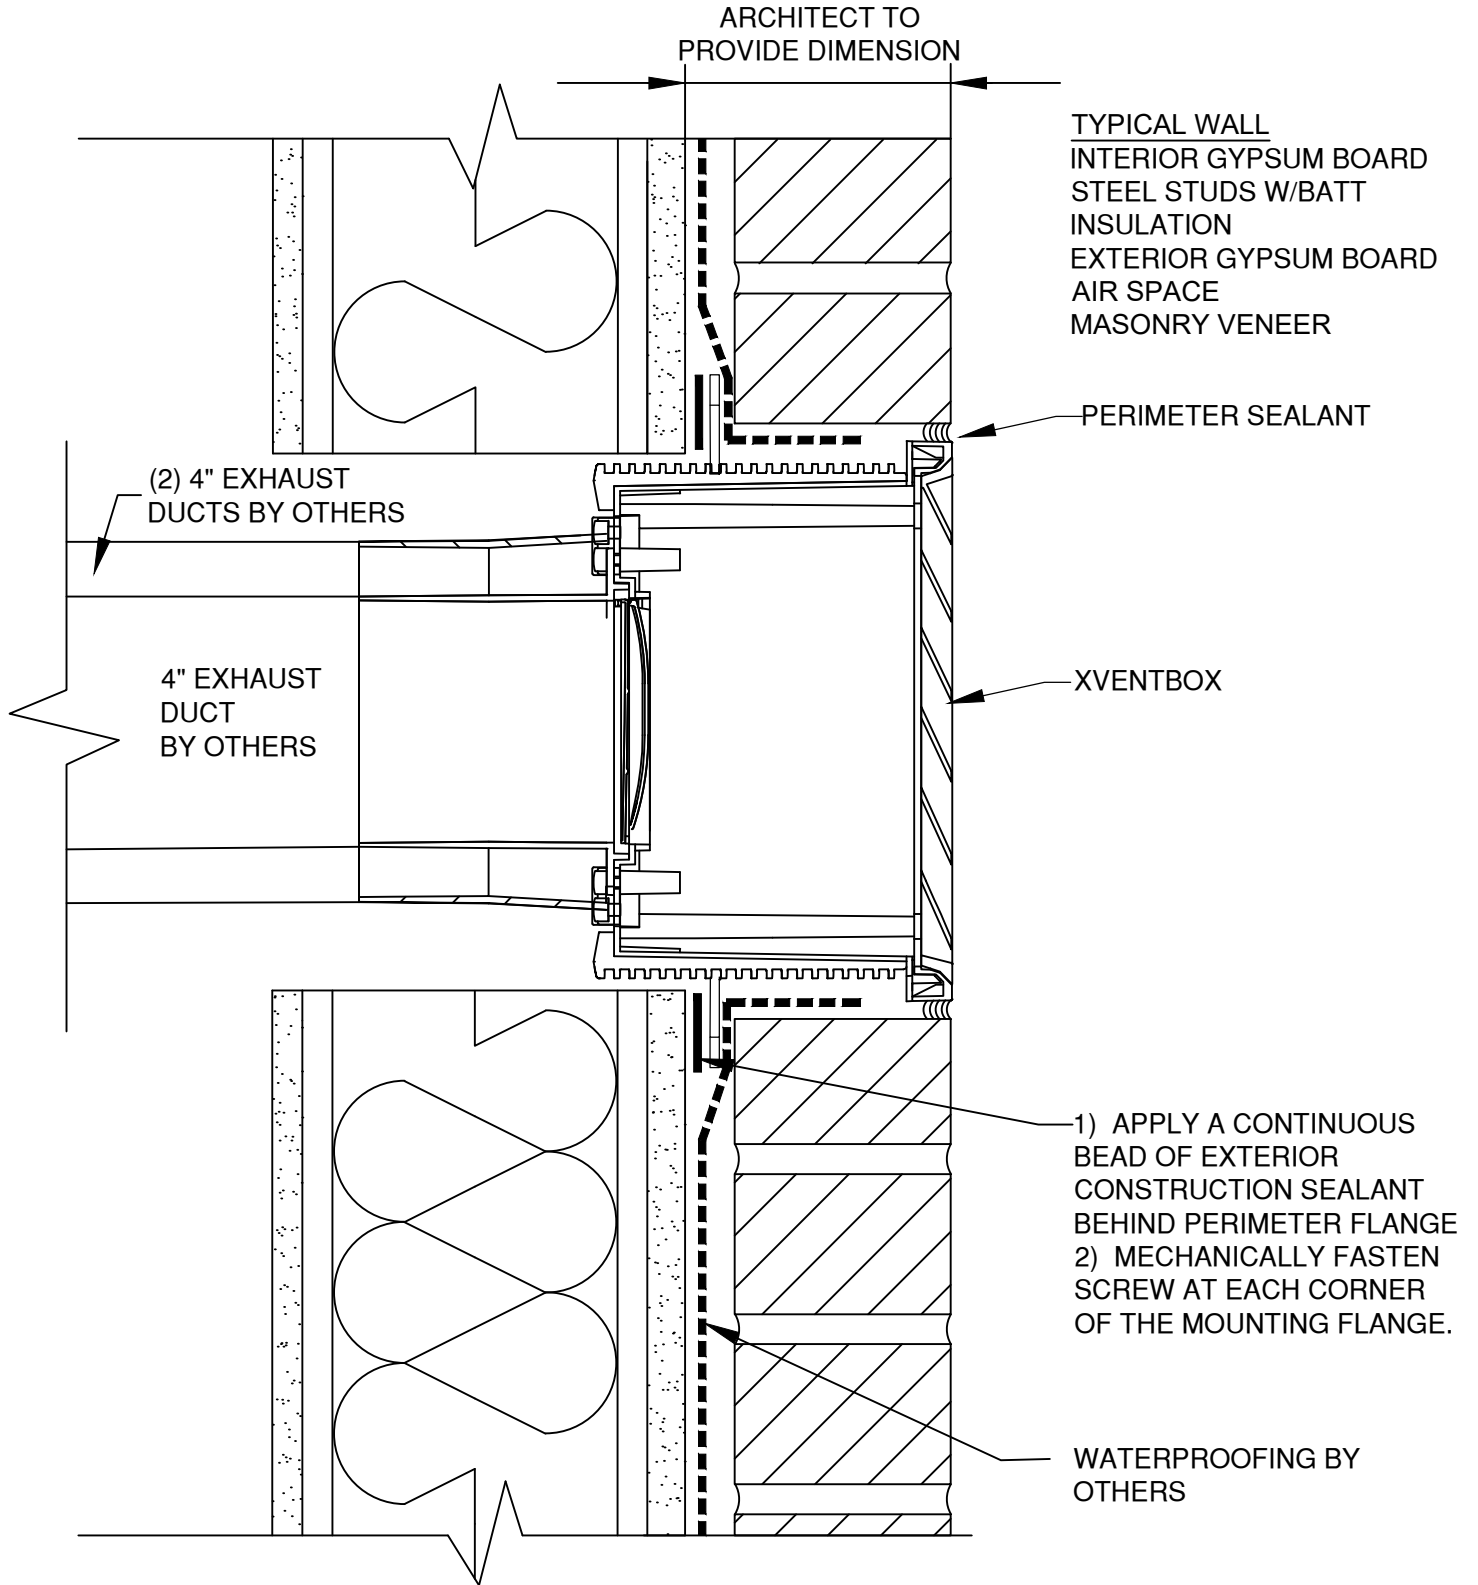 ARCHITECT TO
PROVIDE DIMENSION
TYPICAL WALL
INTERIOR GYPSUM BOARD
STEEL STUDS W/BATT
INSULATION
EXTERIOR GYPSUM BOARD
AIR SPACE
MASONRY VENEER
PERIMETER SEALANT
(2) 4" EXHAUST
DUCTS BY OTHERS
4" EXHAUST
DUCT
BY OTHERS
XVENTBOX
1) APPLY A CONTINUOUS
BEAD OF EXTERIOR
CONSTRUCTION SEALANT
BEHIND PERIMETER FLANGE
2) MECHANICALLY FASTEN
SCREW AT EACH CORNER
OF THE MOUNTING FLANGE.
WATERPROOFING BY
OTHERS